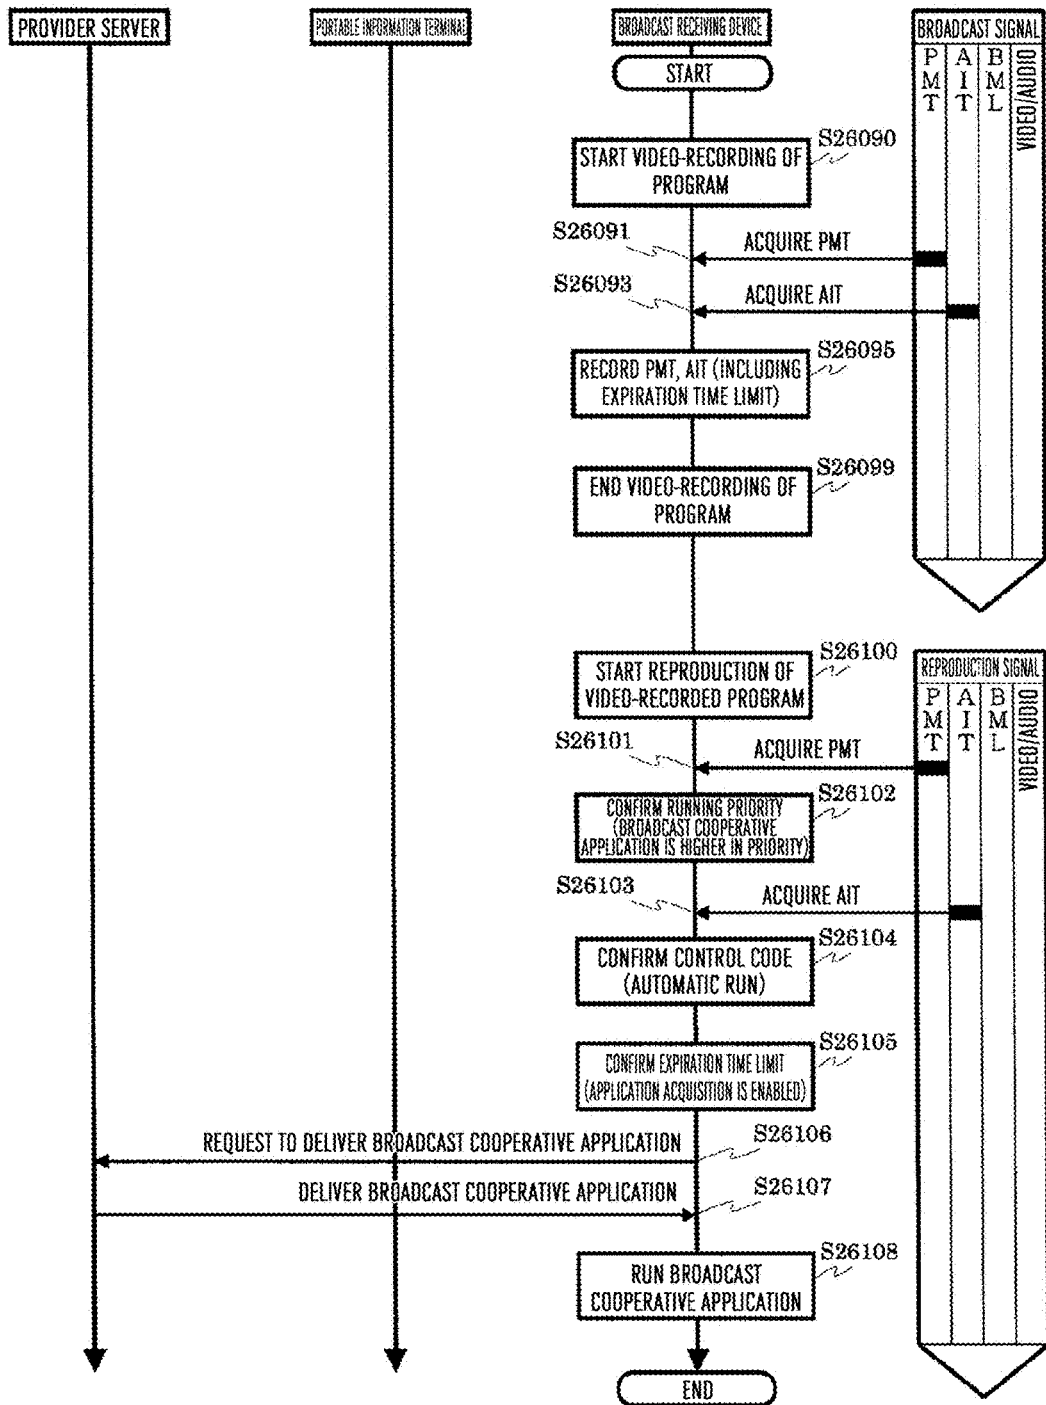 PROVIDER SERVER
PORTABLE INFORMATION TERMINAL
BROADCAST RECEIVING DEVICE
BROADCAST SIGNAL
PMT
AIT
BML
VIDEO/AUDIO
START
S26090
START VIDEO-RECORDING OF
PROGRAM
S26091
ACQUIRE PMT
S26093
ACQUIRE AIT
S26095
RECORD PMT, AIT (INCLUDING
EXPIRATION TIME LIMIT)
S26099
END VIDEO-RECORDING OF
PROGRAM
S26100
START REPRODUCTION OF
VIDEO-RECORDED PROGRAM
REPRODUCTION SIGNAL
PMT
AIT
BML
VIDEO/AUDIO
S26101
ACQUIRE PMT
S26102
CONFIRM RUNNING PRIORITY
(BROADCAST COOPERATIVE
APPLICATION IS HIGHER IN PRIORITY)
S26103
ACQUIRE AIT
S26104
CONFIRM CONTROL CODE
(AUTOMATIC RUN)
S26105
CONFIRM EXPIRATION TIME LIMIT
(APPLICATION ACQUISITION IS ENABLED)
REQUEST TO DELIVER BROADCAST COOPERATIVE APPLICATION
S26106
DELIVER BROADCAST COOPERATIVE APPLICATION
S26107
S26108
RUN BROADCAST
COOPERATIVE APPLICATION
END